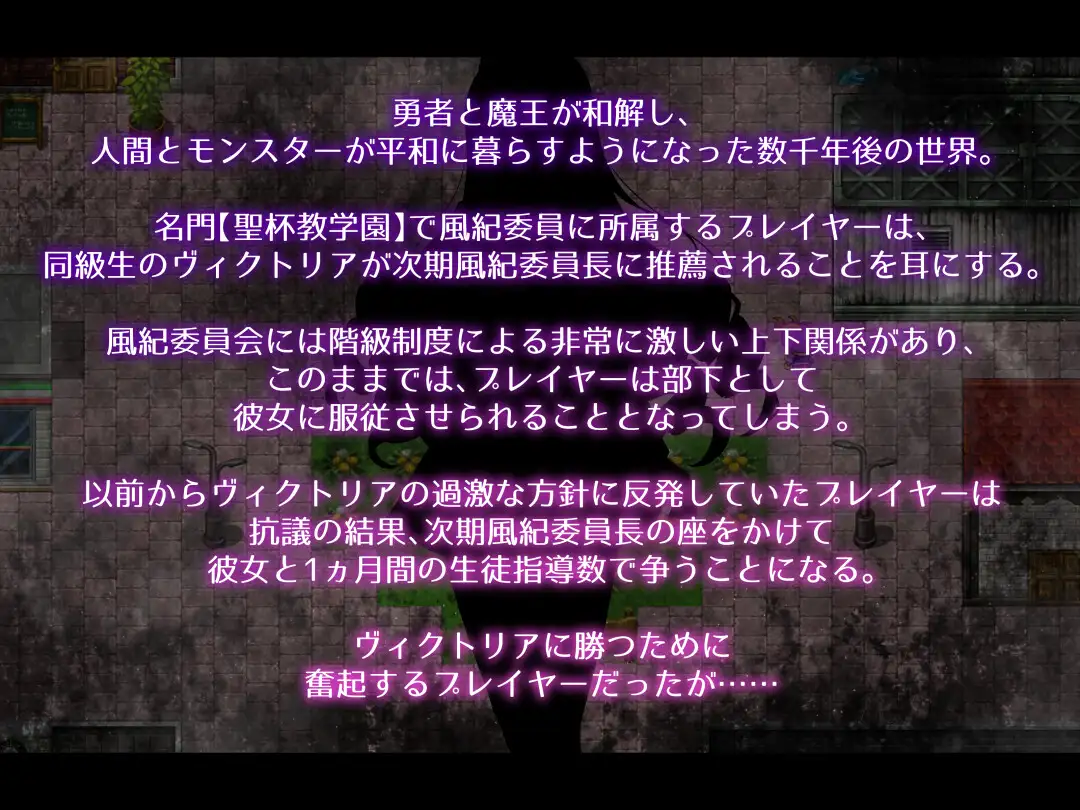 勇者と魔王が和解し、
人間とモンスターが平和に暮らすようになった数千年後の世界。
名門【聖杯教学園】で風紀委員に所属するプレイヤーは、
同級生のヴィクトリアが次期風紀委員長に推薦されることを耳にする。
風紀委員会には階級制度による非常に激しい上下関係があり、
このままでは、プレイヤーは部下として
彼女に服従させられることとなってしまう。
以前からヴィクトリアの過激な方針に反発していたプレイヤーは
抗議の結果、次期風紀委員長の座をかけて
彼女と1ヵ月間の生徒指導数で争うことになる。
ヴィクトリアに勝つために
奮起するプレイヤーだったが……